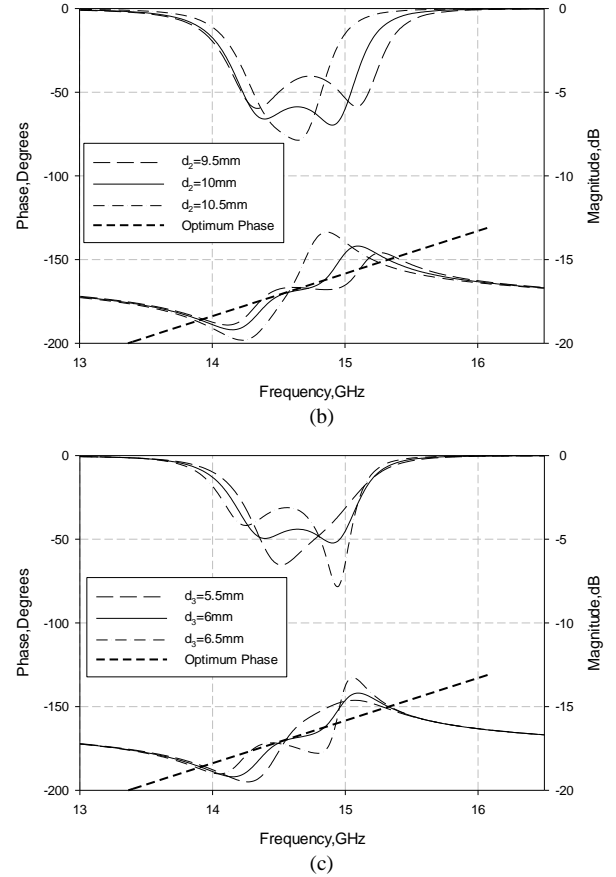 0
-50
-100
-150
-200
Phase,Degrees
0
-5
-10
-15
-20
Magnitude,dB
d2=9.5mm
d2=10mm
d2=10.5mm
Optimum Phase
13 14 15 16
Frequency,GHz
(b)
0
-50
-100
-150
-200
Phase,Degrees
0
-5
-10
-15
-20
Magnitude,dB
d3=5.5mm
d3=6mm
d3=6.5mm
Optimum Phase
13 14 15 16
Frequency,GHz
(c)